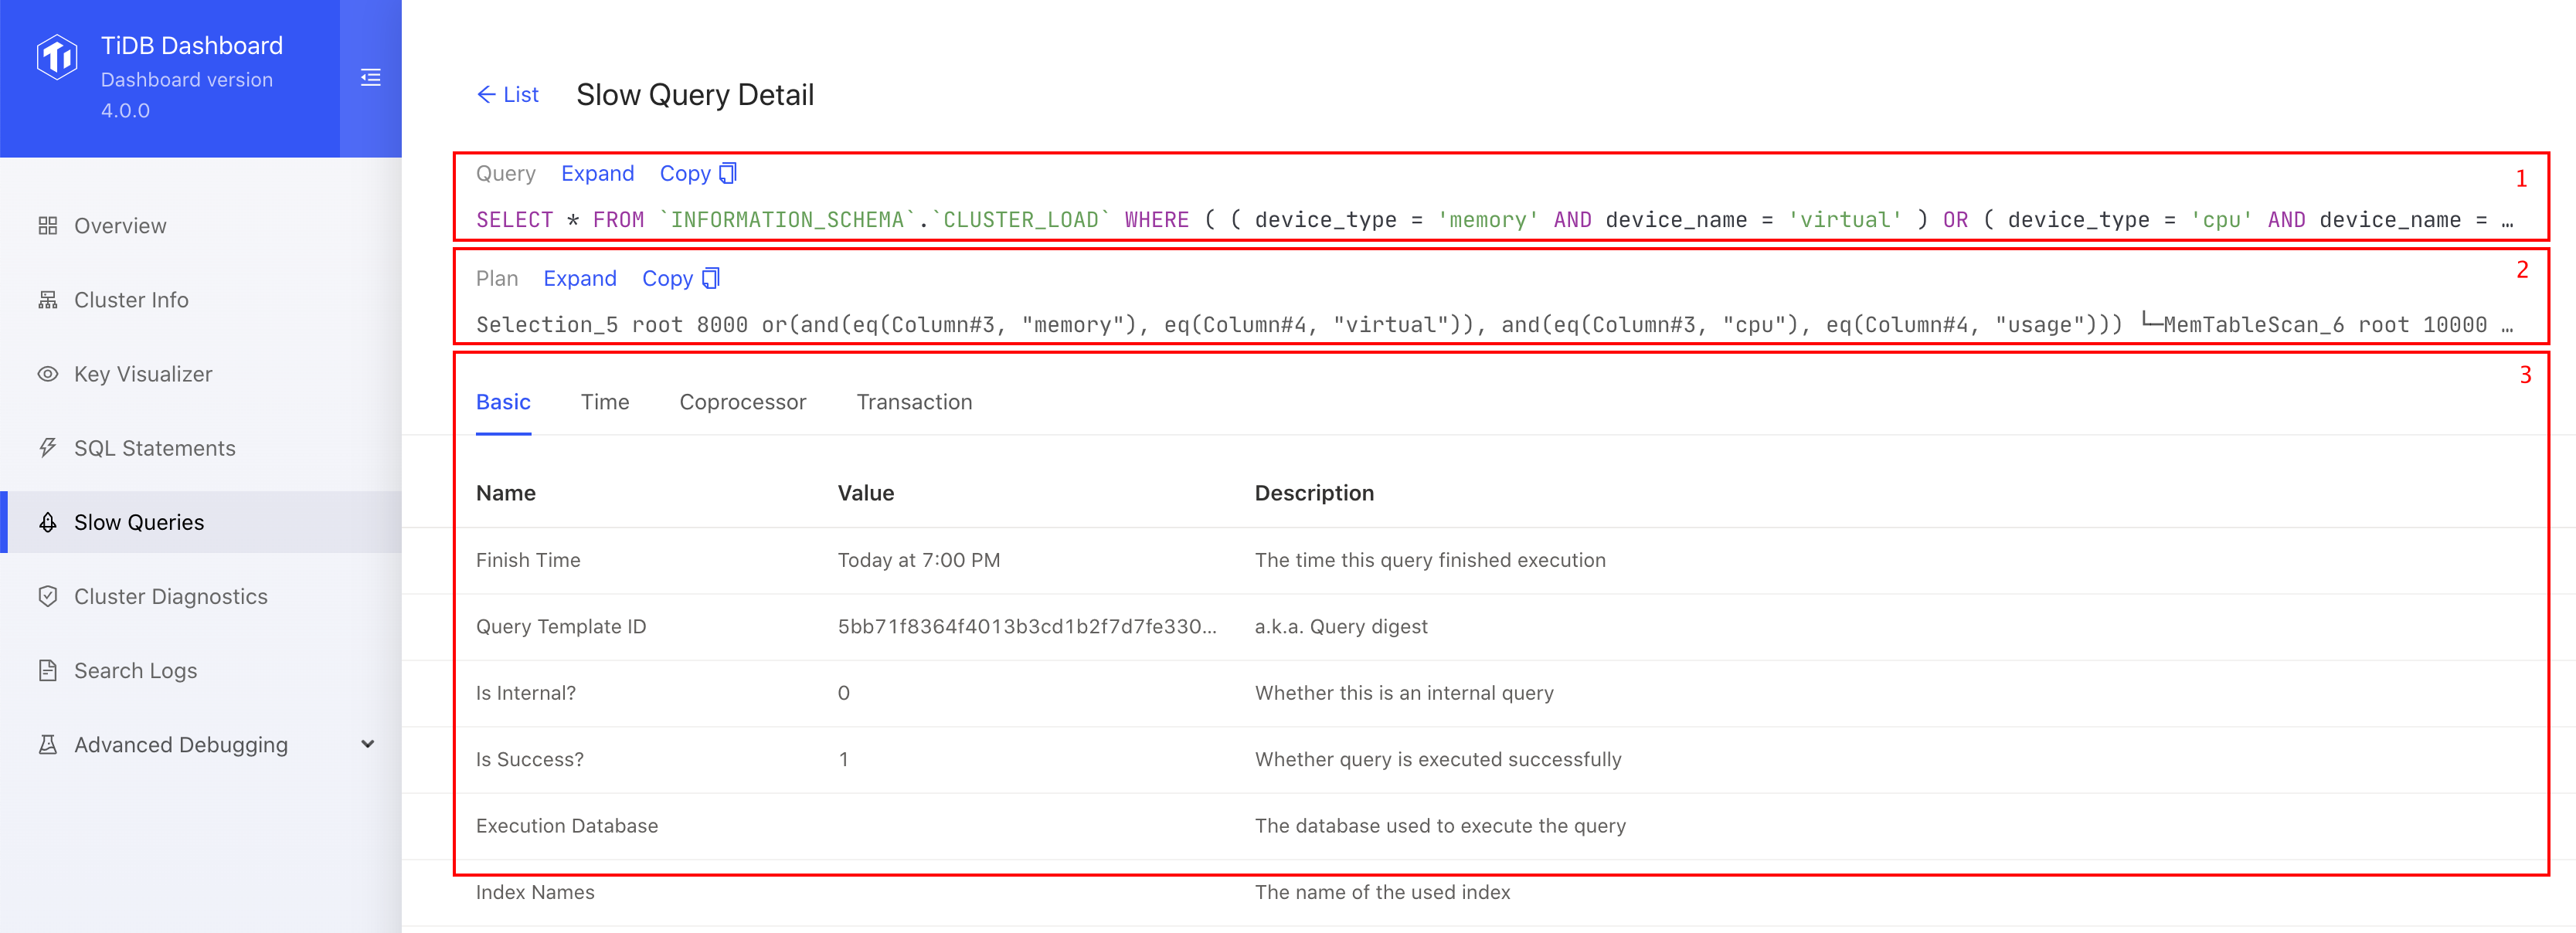 TiDB Dashboard
Dashboard version
4.0.0
Overview
Cluster Info
Key Visualizer
SQL Statements
Slow Queries
Cluster Diagnostics
Search Logs
Advanced Debugging
List Slow Query Detail
Query Expand Copy 1
SELECT * FROM `INFORMATION_SCHEMA`.`CLUSTER_LOAD` WHERE ( ( device_type = 'memory' AND device_name = 'virtual' ) OR ( device_type = 'cpu' AND device_name = …
Plan Expand Copy 2
Selection_5 root 8000 or(and(eq(Column#3, "memory"), eq(Column#4, "virtual")), and(eq(Column#3, "cpu"), eq(Column#4, "usage"))) └─MemTableScan_6 root 10000 …
3
Basic Time Coprocessor Transaction
Name Value Description
Finish Time Today at 7:00 PM The time this query finished execution
Query Template ID 5bb71f8364f4013b3cd1b2f7d7fe330... a.k.a. Query digest
Is Internal? 0 Whether this is an internal query
Is Success? 1 Whether query is executed successfully
Execution Database The database used to execute the query
Index Names The name of the used index